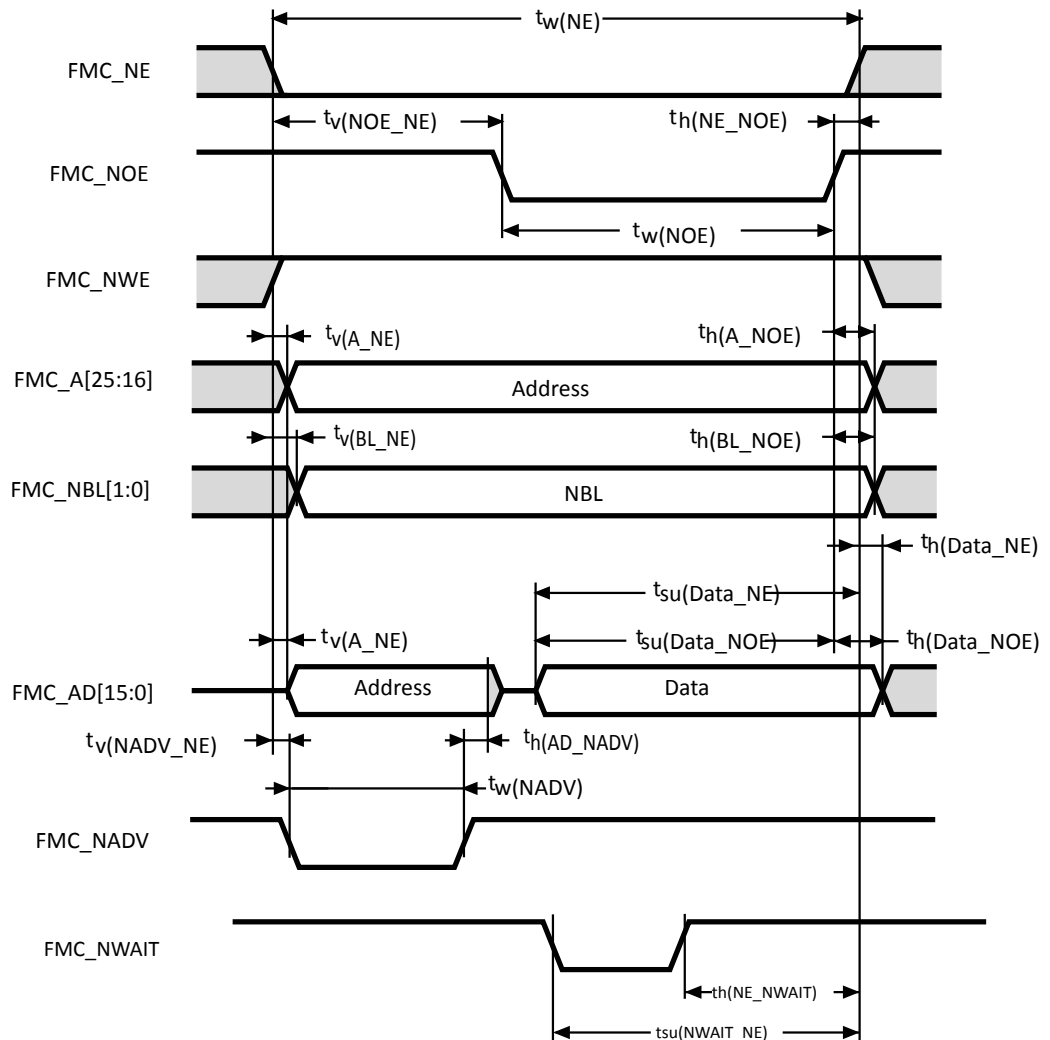 tw(NE)
FMC_NE
tv(NOE_NE)
th(NE_NOE)
FMC_NOE
tw(NOE)
FMC_NWE
tv(A_NE)
th(A_NOE)
FMC_A[25:16]
Address
tv(BL_NE)
th(BL_NOE)
FMC_NBL[1:0]
NBL
th(Data_NE)
tsu(Data_NE)
tv(A_NE)
tsu(Data_NOE)
th(Data_NOE)
FMC_AD[15:0]
Address
Data
tv(NADV_NE)
th(AD_NADV)
tw(NADV)
FMC_NADV
FMC_NWAIT
th(NE_NWAIT)
tsu(NWAIT_NE)